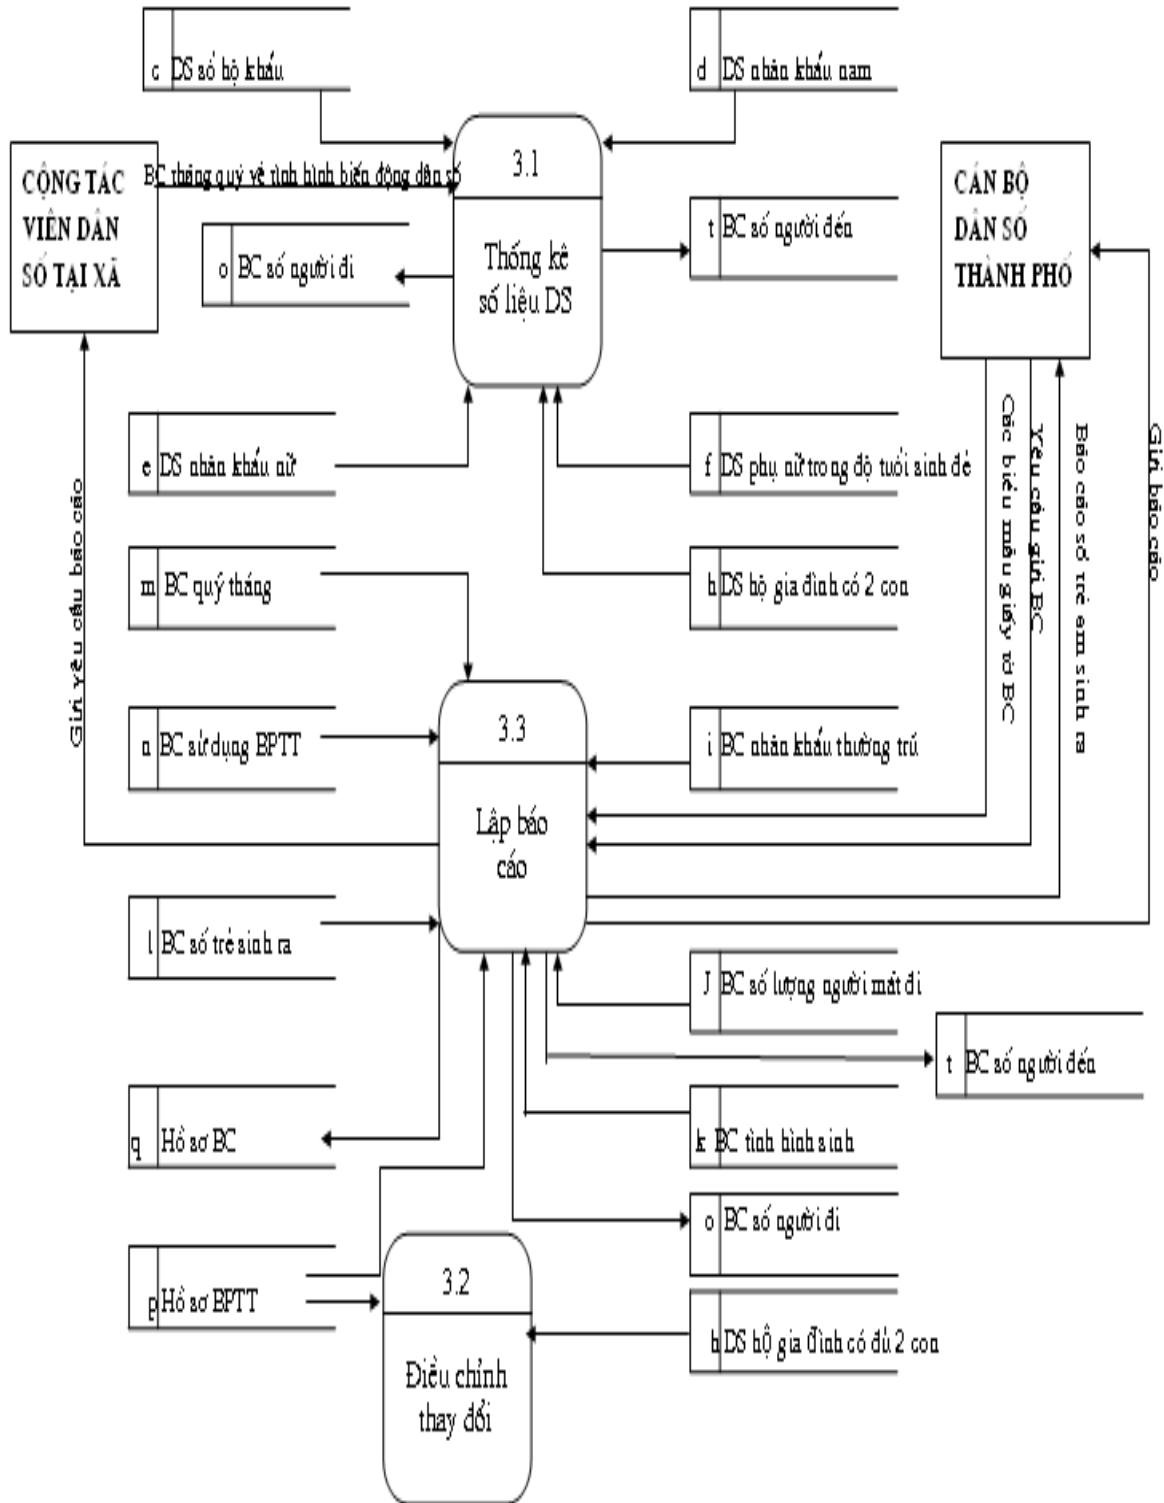 c DS sổ hộ khẩu
d DS nhân khẩu nam
CỘNG TÁC
VIÊN DÂN
SỐ TẠI XÃ
BC tháng quý về tình hình biến động dân số
3.1
Thống kê
số liệu DS
CÁN BỘ
DÂN SỐ
THÀNH PHỐ
t BC số người đến
o BC số người đi
e DS nhân khẩu nữ
f DS phụ nữ trong độ tuổi sinh đẻ
m BC quý tháng
h DS hộ gia đình có 2 con
Gửi yêu cầu báo cáo
Các biểu mẫu giấy tờ BC
Yêu cầu gửi BC
Báo cáo số trẻ em sinh ra
Gửi báo cáo
n BC sử dụng BPTT
3.3
Lập báo
cáo
i BC nhân khẩu thường trú
l BC số trẻ sinh ra
J BC số lượng người mất đi
t BC số người đến
q Hồ sơ BC
k BC tình hình sinh
o BC số người đi
p Hồ sơ BPTT
3.2
Điều chỉnh
thay đổi
h DS hộ gia đình có đủ 2 con